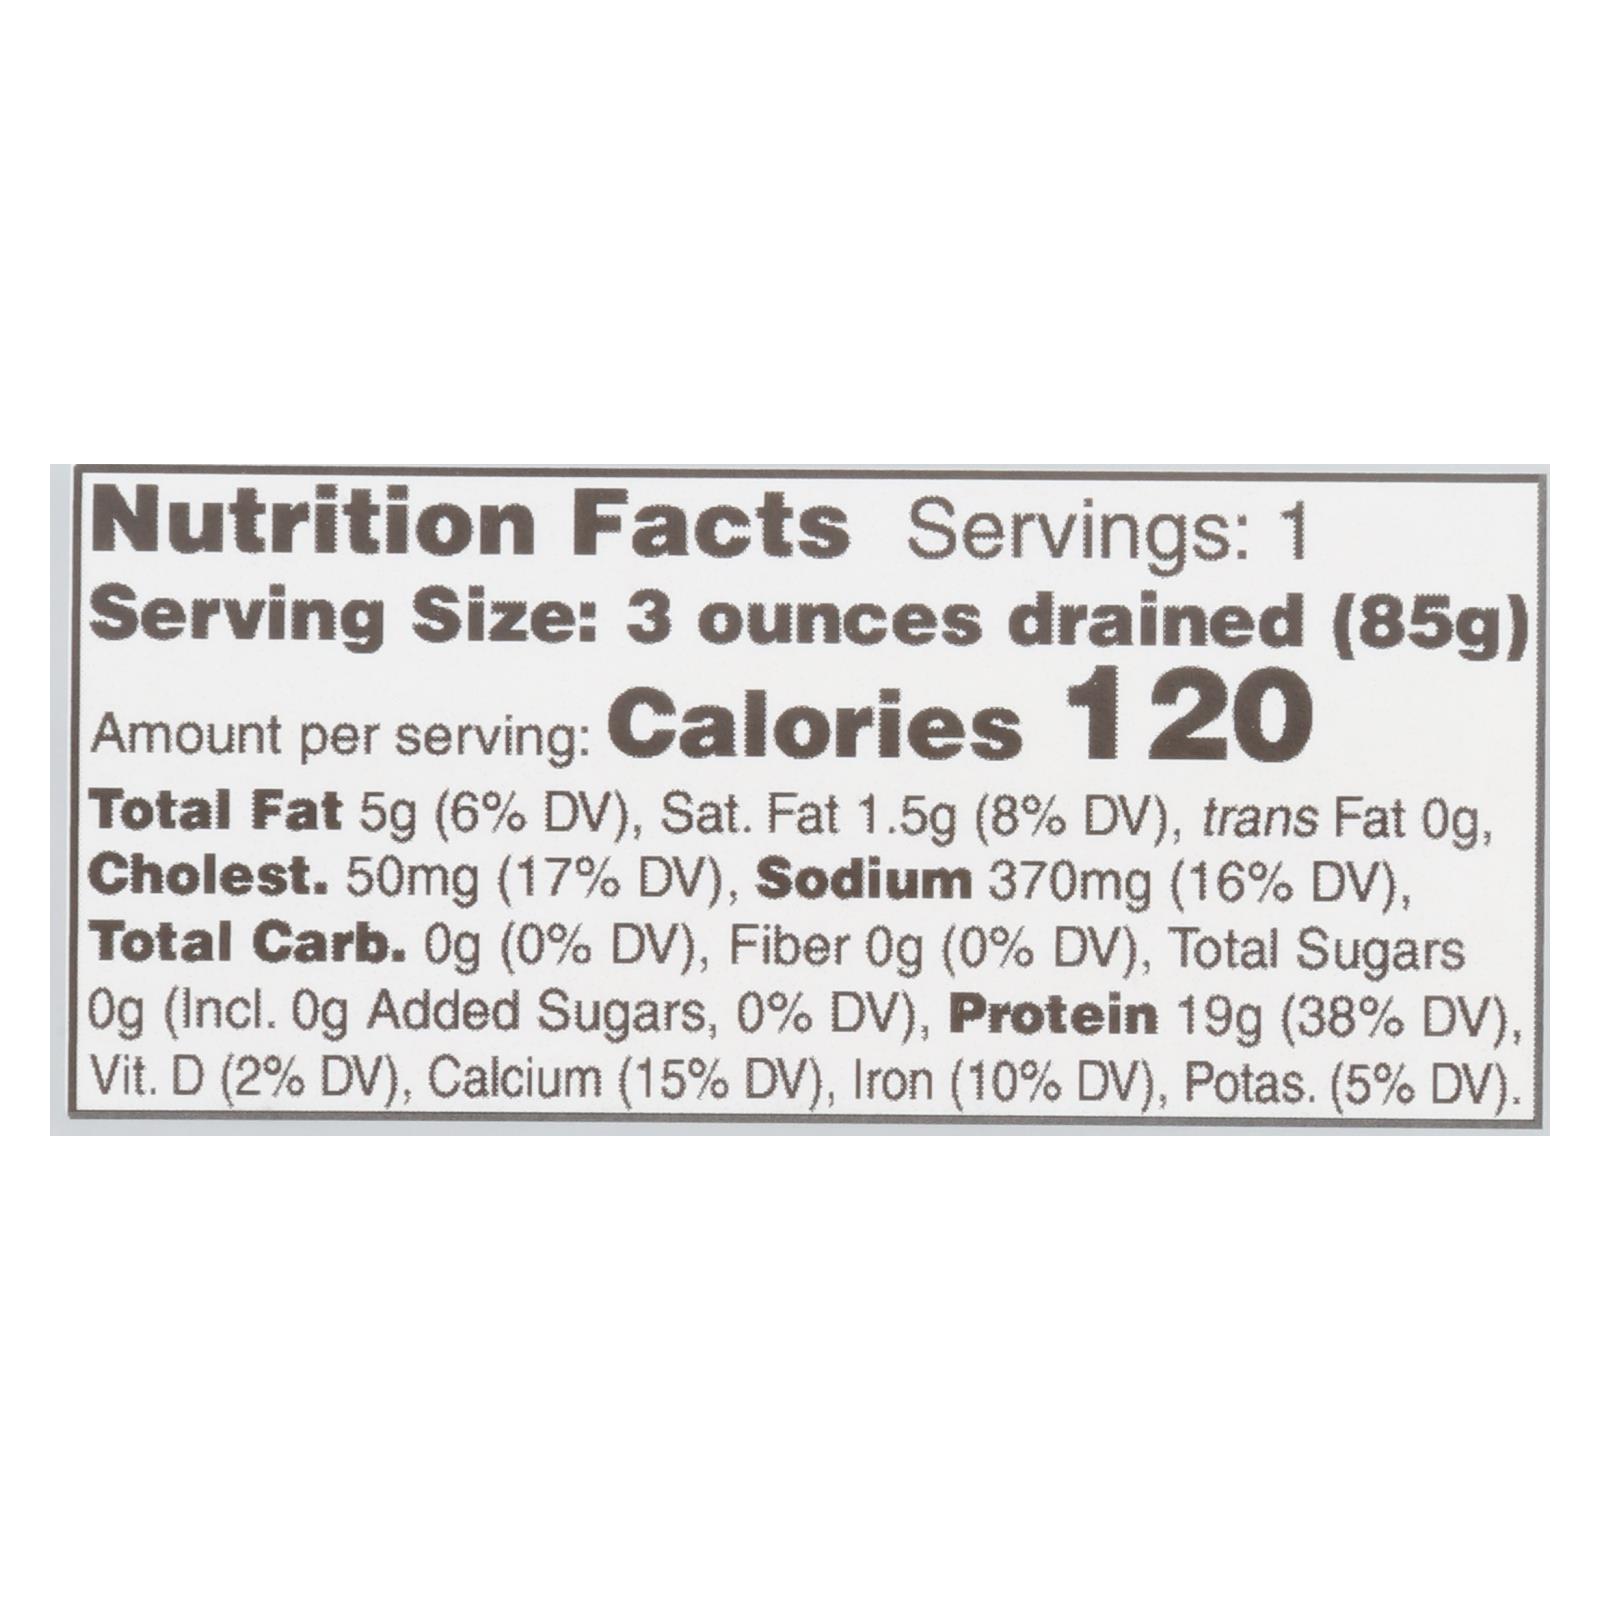 Nutrition Facts Servings: 1
Serving Size: 3 ounces drained (85g)
Amount per serving: Calories 120
Total Fat 5g (6% DV), Sat. Fat 1.5g (8% DV), trans Fat 0g,
Cholest. 50mg (17% DV), Sodium 370mg (16% DV),
Total Carb. 0g (0% DV), Fiber 0g (0% DV), Total Sugars
0g (Incl. 0g Added Sugars, 0% DV), Protein 19g (38% DV),
Vit. D (2% DV), Calcium (15% DV), Iron (10% DV), Potas. (5% DV).